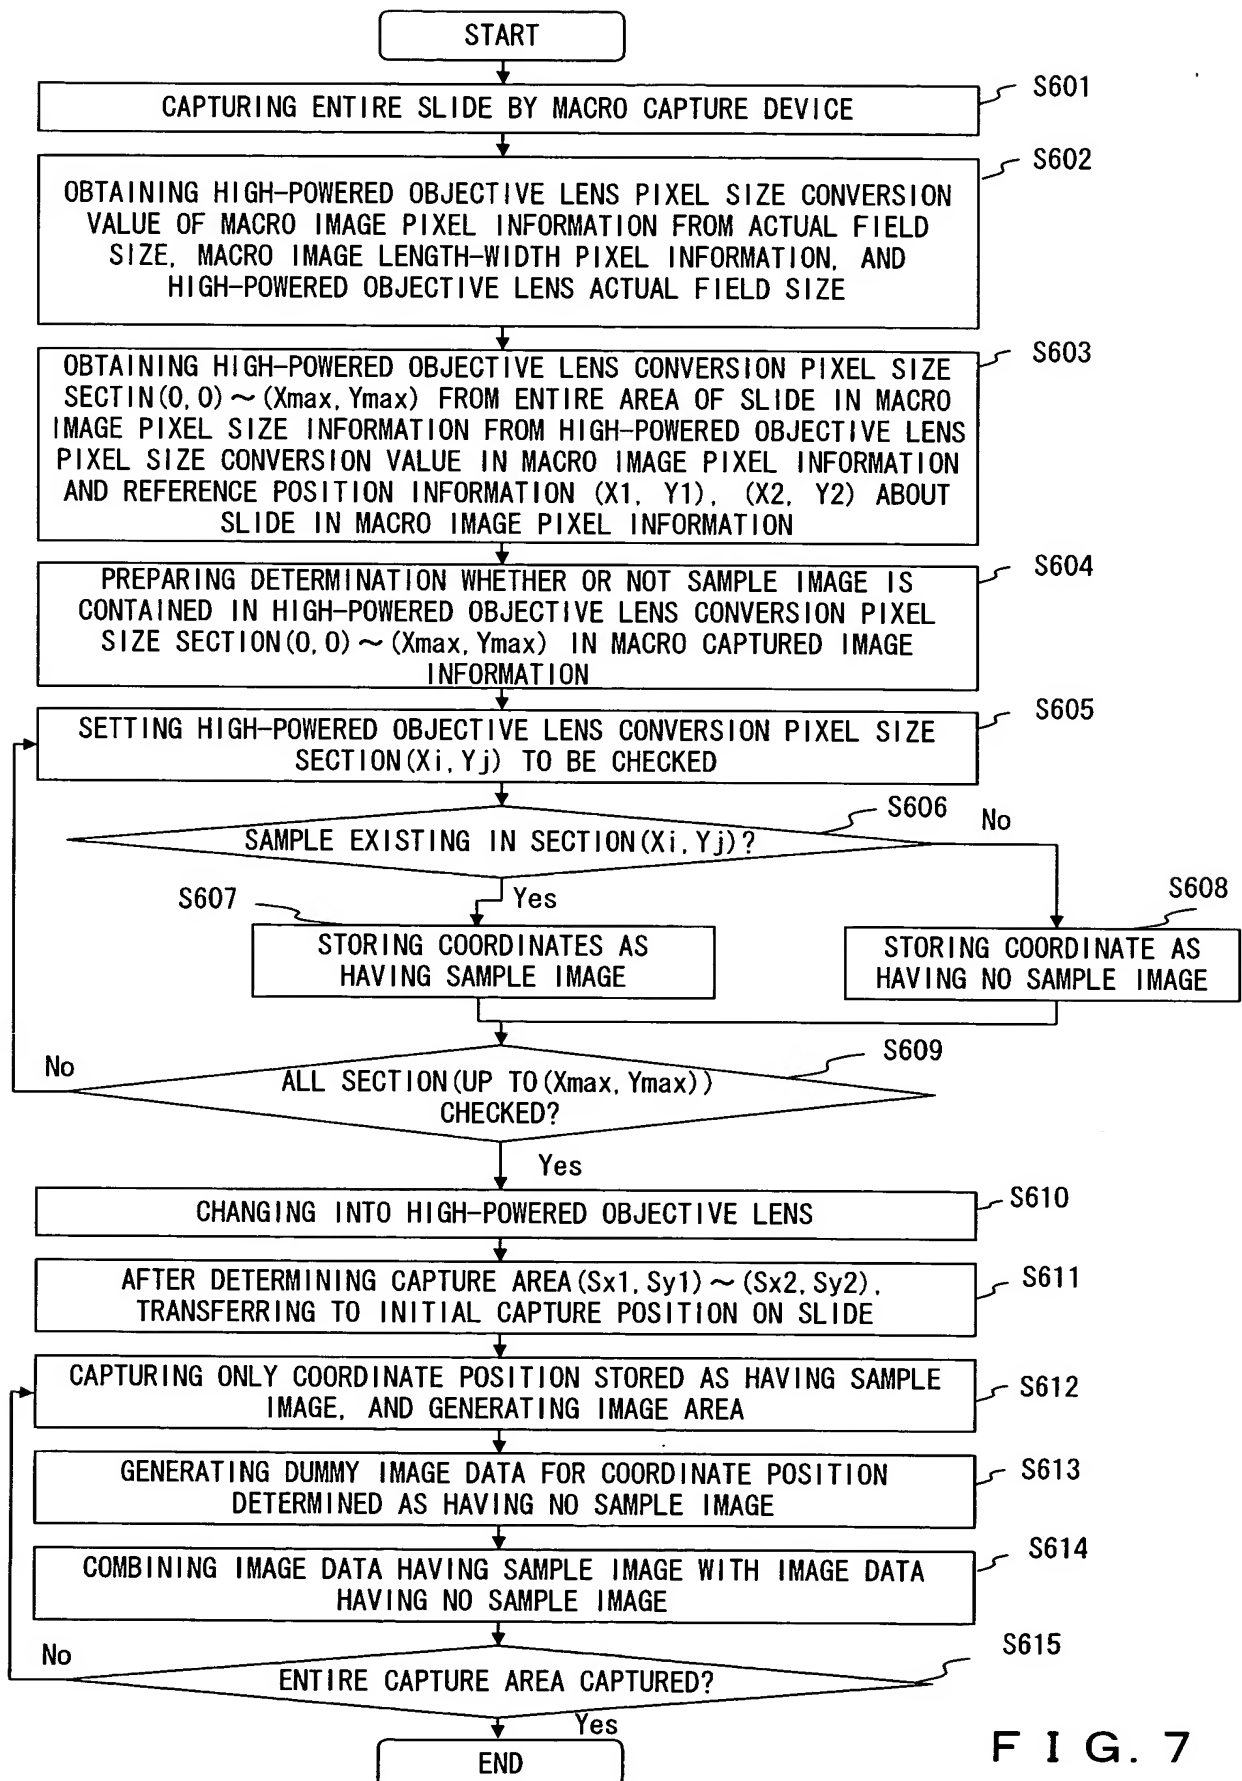 START
S601
CAPTURING ENTIRE SLIDE BY MACRO CAPTURE DEVICE
S602
OBTAINING HIGH-POWERED OBJECTIVE LENS PIXEL SIZE CONVERSION
VALUE OF MACRO IMAGE PIXEL INFORMATION FROM ACTUAL FIELD
SIZE, MACRO IMAGE LENGTH-WIDTH PIXEL INFORMATION, AND
HIGH-POWERED OBJECTIVE LENS ACTUAL FIELD SIZE
S603
OBTAINING HIGH-POWERED OBJECTIVE LENS CONVERSION PIXEL SIZE
SECTIN(0,0)~(Xmax,Ymax) FROM ENTIRE AREA OF SLIDE IN MACRO
IMAGE PIXEL SIZE INFORMATION FROM HIGH-POWERED OBJECTIVE LENS
PIXEL SIZE CONVERSION VALUE IN MACRO IMAGE PIXEL INFORMATION
AND REFERENCE POSITION INFORMATION (X1, Y1), (X2, Y2) ABOUT
SLIDE IN MACRO IMAGE PIXEL INFORMATION
S604
PREPARING DETERMINATION WHETHER OR NOT SAMPLE IMAGE IS
CONTAINED IN HIGH-POWERED OBJECTIVE LENS CONVERSION PIXEL
SIZE SECTION(0,0)~(Xmax,Ymax) IN MACRO CAPTURED IMAGE
INFORMATION
S605
SETTING HIGH-POWERED OBJECTIVE LENS CONVERSION PIXEL SIZE
SECTION(Xi,Yj) TO BE CHECKED
S606
No
SAMPLE EXISTING IN SECTION(Xi,Yj)?
S607
Yes
S608
STORING COORDINATES AS
HAVING SAMPLE IMAGE
STORING COORDINATE AS
HAVING NO SAMPLE IMAGE
S609
No
ALL SECTION(UP TO(Xmax,Ymax))
CHECKED?
Yes
S610
CHANGING INTO HIGH-POWERED OBJECTIVE LENS
S611
AFTER DETERMINING CAPTURE AREA(Sx1,Sy1)~(Sx2,Sy2),
TRANSFERRING TO INITIAL CAPTURE POSITION ON SLIDE
S612
CAPTURING ONLY COORDINATE POSITION STORED AS HAVING SAMPLE
IMAGE, AND GENERATING IMAGE AREA
S613
GENERATING DUMMY IMAGE DATA FOR COORDINATE POSITION
DETERMINED AS HAVING NO SAMPLE IMAGE
S614
COMBINING IMAGE DATA HAVING SAMPLE IMAGE WITH IMAGE DATA
HAVING NO SAMPLE IMAGE
S615
No
ENTIRE CAPTURE AREA CAPTURED?
Yes
END
FIG. 7